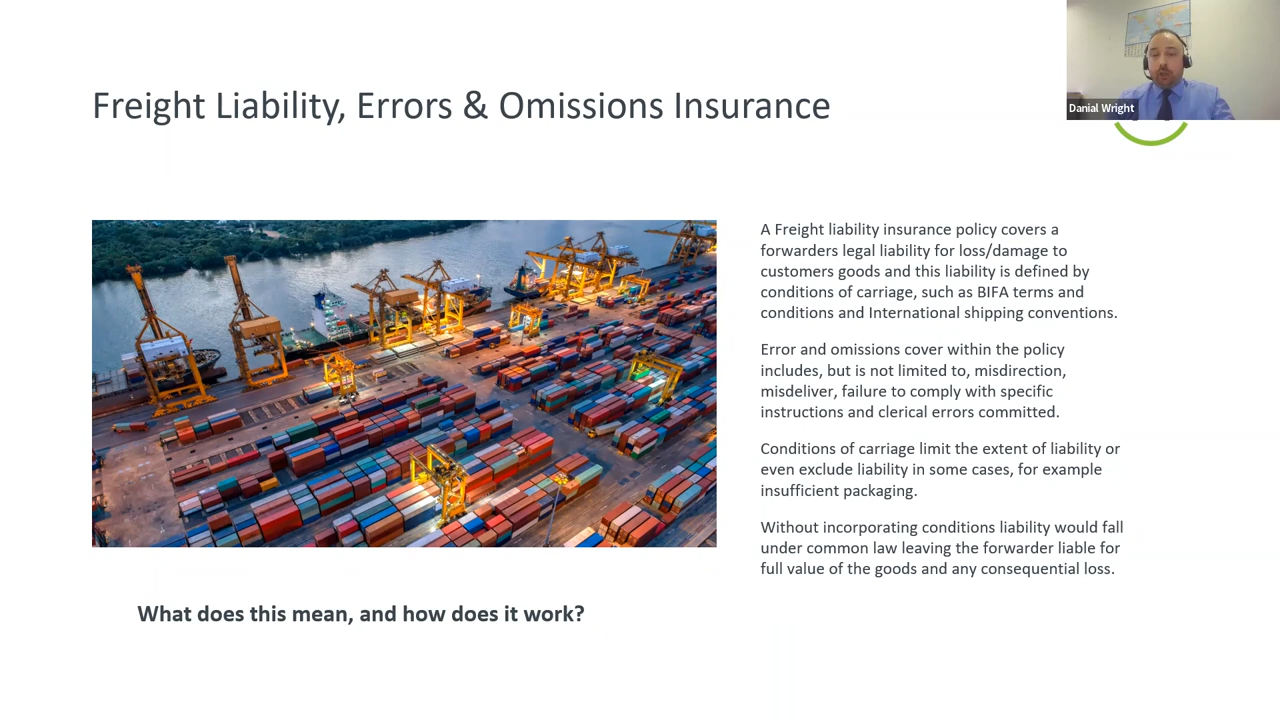 Freight Liability, Errors & Omissions Insurance
Danial Wright
A Freight liability insurance policy covers a
forwarders legal liability for loss/damage to
customers goods and this liability is defined by
conditions of carriage, such as BIFA terms and
conditions and International shipping conventions.
Error and omissions cover within the policy
includes, but is not limited to, misdirection,
misdeliver, failure to comply with specific
instructions and clerical errors committed.
Conditions of carriage limit the extent of liability or
even exclude liability in some cases, for example
insufficient packaging.
Without incorporating conditions liability would fall
under common law leaving the forwarder liable for
full value of the goods and any consequential loss.
What does this mean, and how does it work?